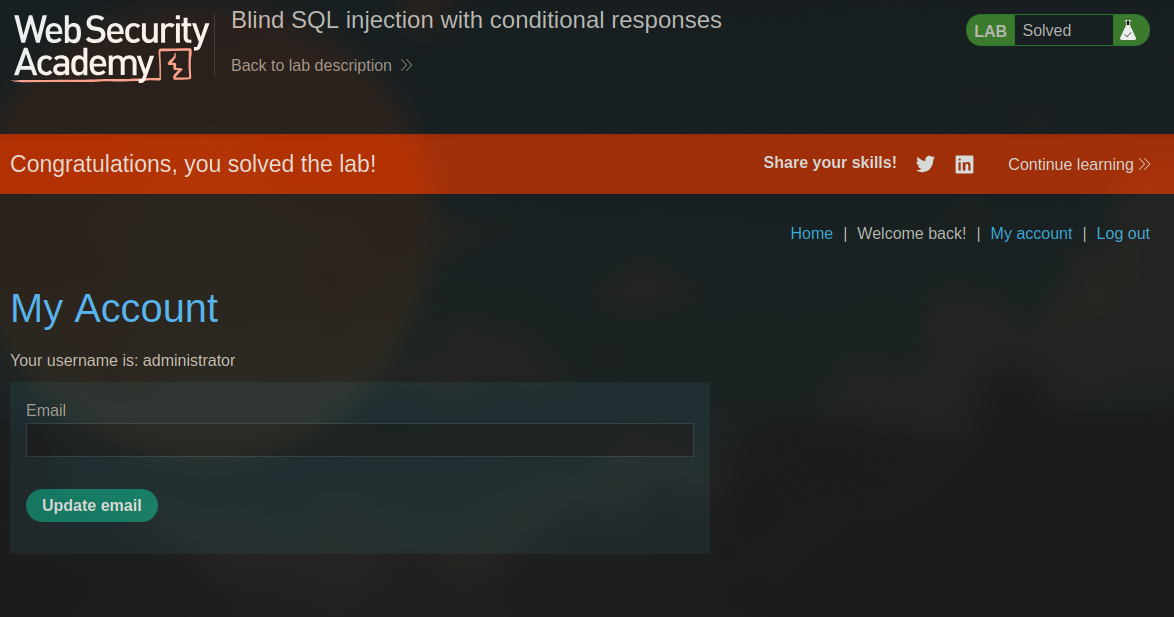 Web Security
Academy
Blind SQL injection with conditional responses
Back to lab description
LAB Solved
Congratulations, you solved the lab!
Share your skills!
Continue learning
Home | Welcome back! | My account | Log out
My Account
Your username is: administrator
Email
Update email